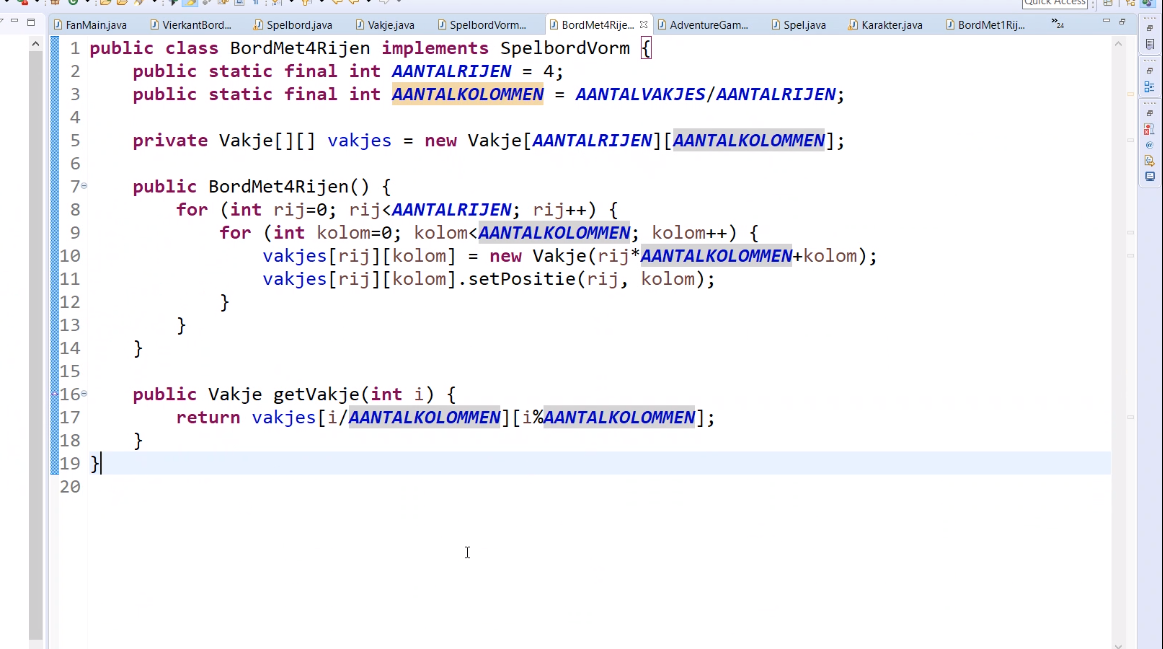 Quick Access
FanMain.java VierkantBord... Spelbord.java Vakje.java SpelbordVorm... BordMet4Rije... AdventureGam... Spel.java Karakter.java BordMet1Rij... »24
1 public class BordMet4Rijen implements SpelbordVorm {
2 public static final int AANTALRIJEN = 4;
3 public static final int AANTALKOLOMMEN = AANTALVAKJES/AANTALRIJEN;
4
5 private Vakje[][] vakjes = new Vakje[AANTALRIJEN][AANTALKOLOMMEN];
6
7 public BordMet4Rijen() {
8 for (int rij=0; rij<AANTALRIJEN; rij++) {
9 for (int kolom=0; kolom<AANTALKOLOMMEN; kolom++) {
10 vakjes[rij][kolom] = new Vakje(rij*AANTALKOLOMMEN+kolom);
11 vakjes[rij][kolom].setPositie(rij, kolom);
12 }
13 }
14 }
15
16 public Vakje getVakje(int i) {
17 return vakjes[i/AANTALKOLOMMEN][i%AANTALKOLOMMEN];
18 }
19 }
20